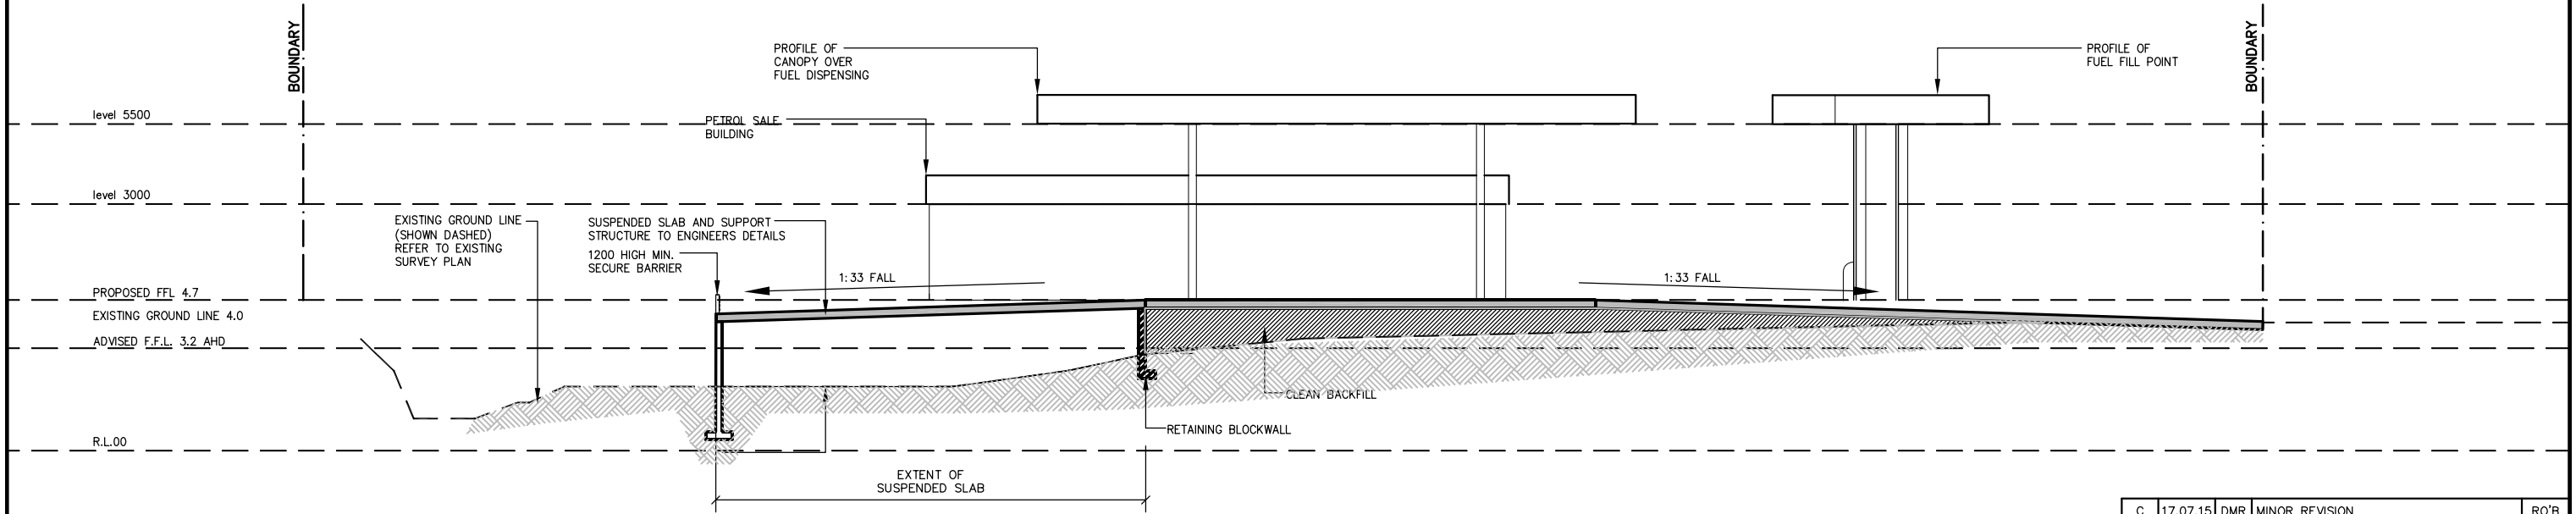 BOUNDARY
PROFILE OF
CANOPY OVER
FUEL DISPENSING
PROFILE OF
FUEL FILL POINT
BOUNDARY
level 5500
PETROL SALE
BUILDING
level 3000
EXISTING GROUND LINE
(SHOWN DASHED)
REFER TO EXISTING
SURVEY PLAN
SUSPENDED SLAB AND SUPPORT
STRUCTURE TO ENGINEERS DETAILS
1200 HIGH MIN.
SECURE BARRIER
1:33 FALL
1:33 FALL
PROPOSED FFL 4.7
EXISTING GROUND LINE 4.0
ADVISED F.F.L. 3.2 AHD
CLEAN BACKFILL
RETAINING BLOCKWALL
R.L.00
EXTENT OF
SUSPENDED SLAB
C 17.07.15 DMR MINOR REVISION RO'B